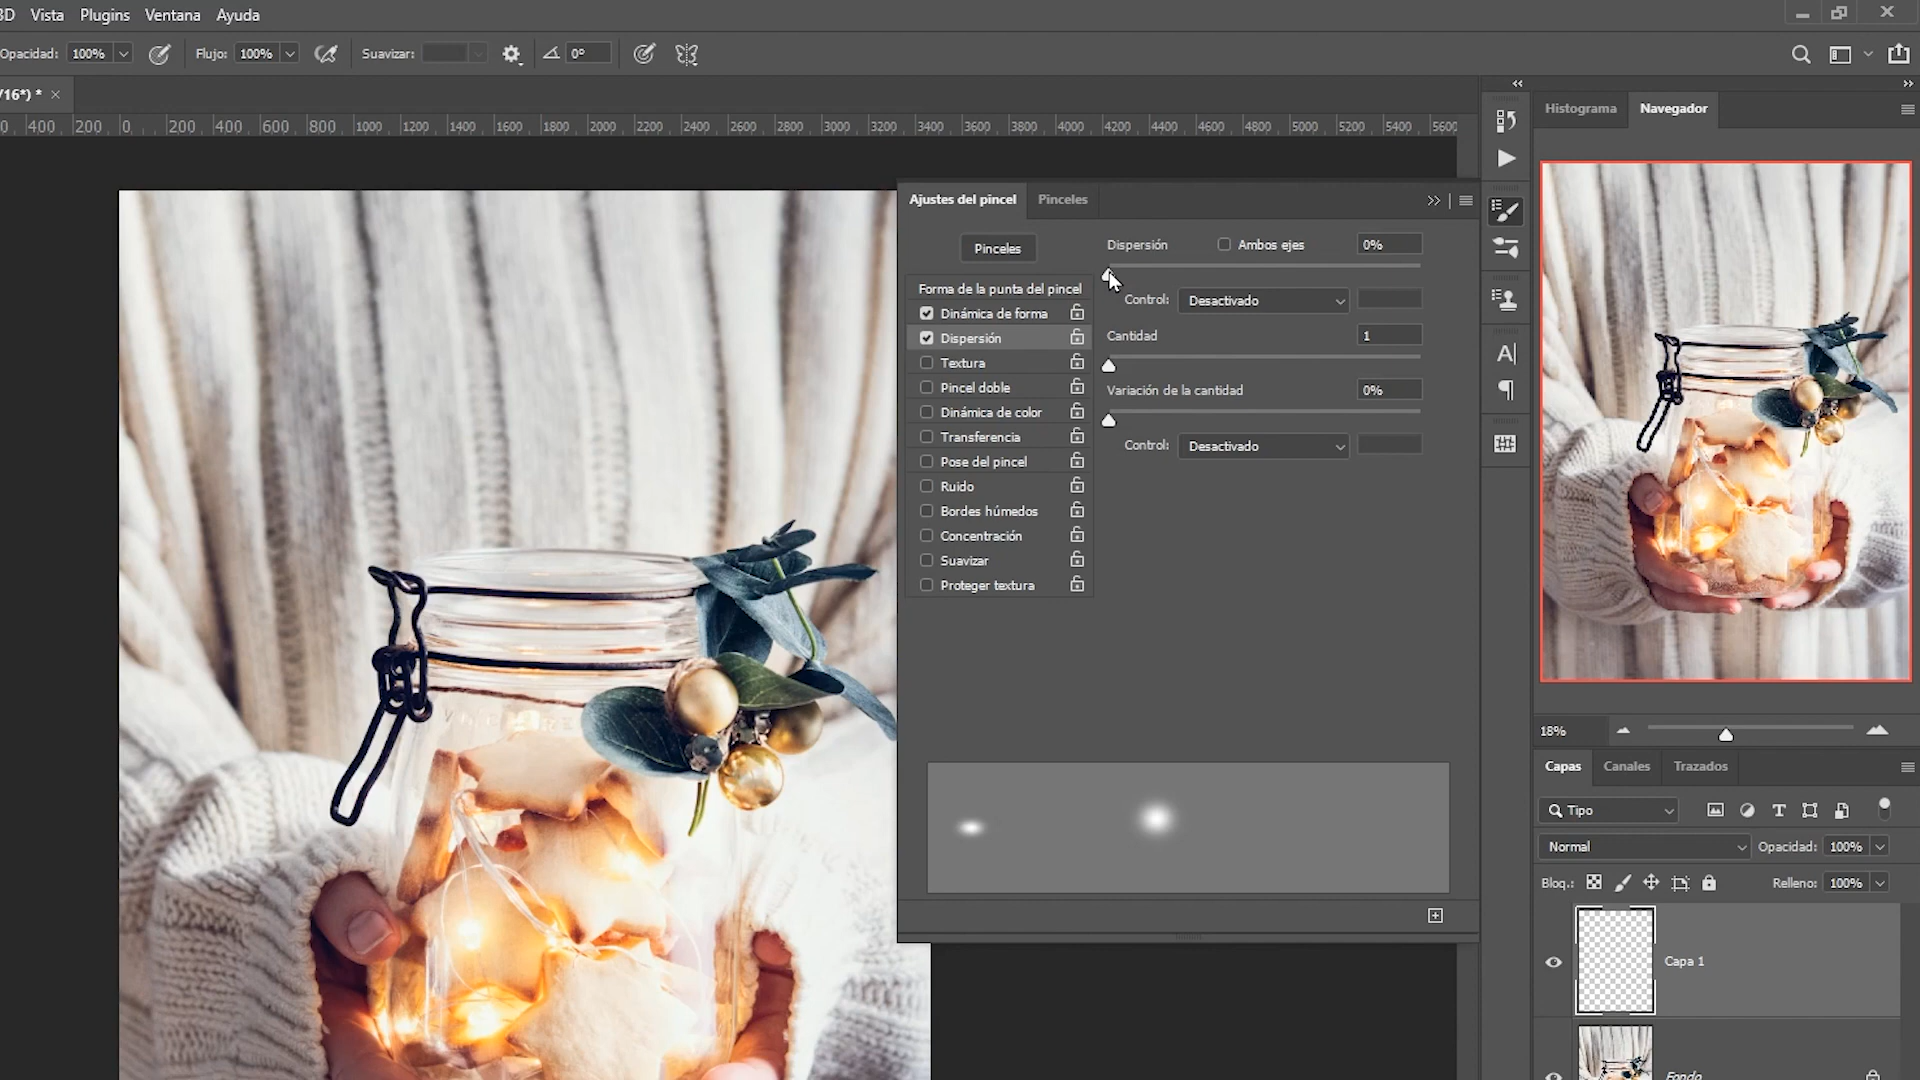 3D Vista Plugins Ventana Ayuda
Opacidad: 100% Flujo: 100% Suavizar: 0°
/16*) * ×
0 400 200 0 200 400 600 800 1000 1200 1400 1600 1800 2000 2200 2400 2600 2800 3000 3200 3400 3600 3800 4000 4200 4400 4600 4800 5000 5200 5400 5600
Histograma Navegador
Ajustes del pincel Pinceles
Pinceles
Forma de la punta del pincel
Dinámica de forma
Dispersión
Textura
Pincel doble
Dinámica de color
Transferencia
Pose del pincel
Ruido
Bordes húmedos
Concentración
Suavizar
Proteger textura
Dispersión Ambos ejes 0%
Control: Desactivado
Cantidad 1
Variación de la cantidad 0%
Control: Desactivado
18%
Capas Canales Trazados
Tipo
Normal Opacidad: 100%
Bloq.: Relleno: 100%
Capa 1
Fondo